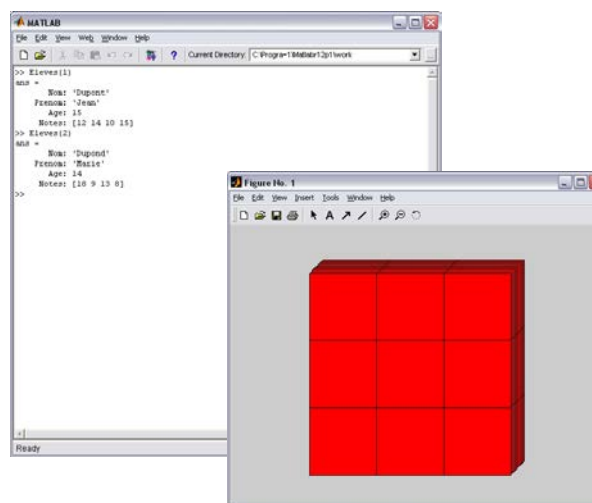 MATLAB
File Edit View Web Window Help
Current Directory: C:\Progra~1\Matlabr12p1\work
>> Eleves(1)
ans =
Nom: 'Dupont'
Prenom: 'Jean'
Age: 15
Notes: [12 14 10 15]
>> Eleves(2)
ans =
Nom: 'Dupond'
Prenom: 'Marie'
Age: 14
Notes: [18 9 13 8]
>>
Ready
Figure No. 1
File Edit View Insert Tools Window Help